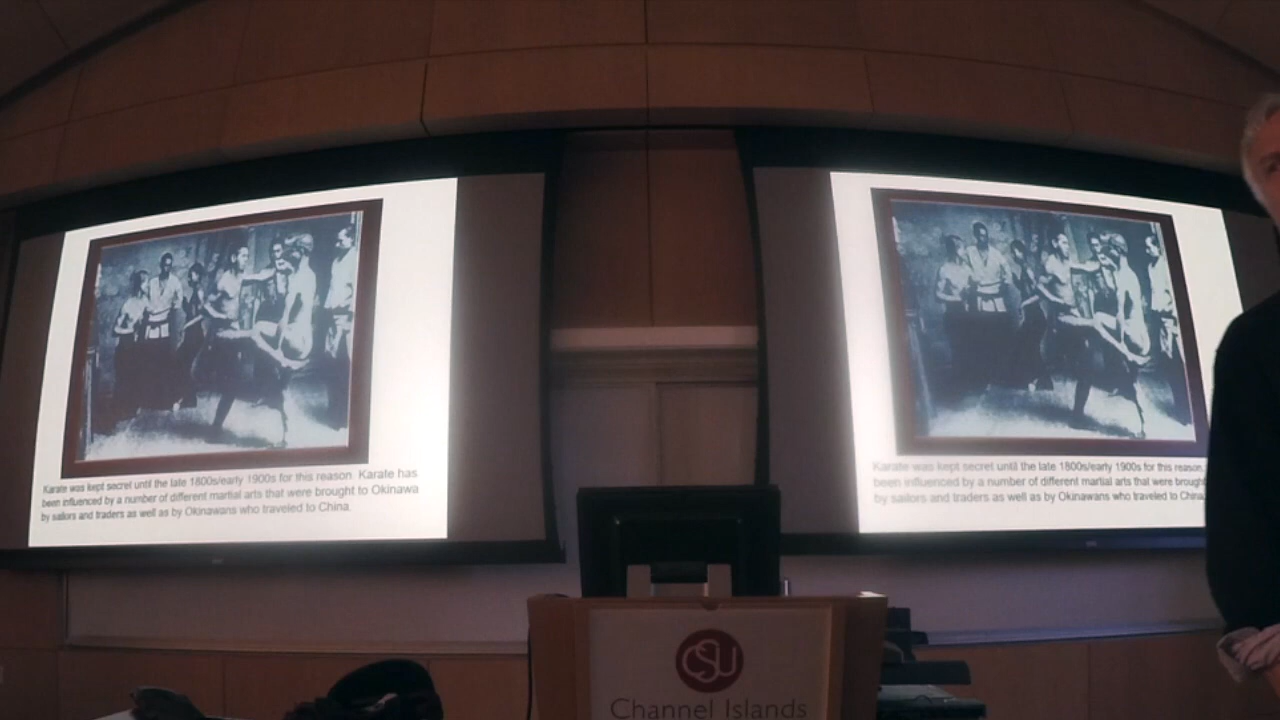 Karate was kept secret until the late 1800s/early 1900s for this reason. Karate has
been influenced by a number of different martial arts that were brought to Okinawa
by sailors and traders as well as by Okinawans who traveled to China.
Karate was kept secret until the late 1800s/early 1900s for this reason.
been influenced by a number of different martial arts that were brought
by sailors and traders as well as by Okinawans who traveled to China,
CSU
Channel Islands